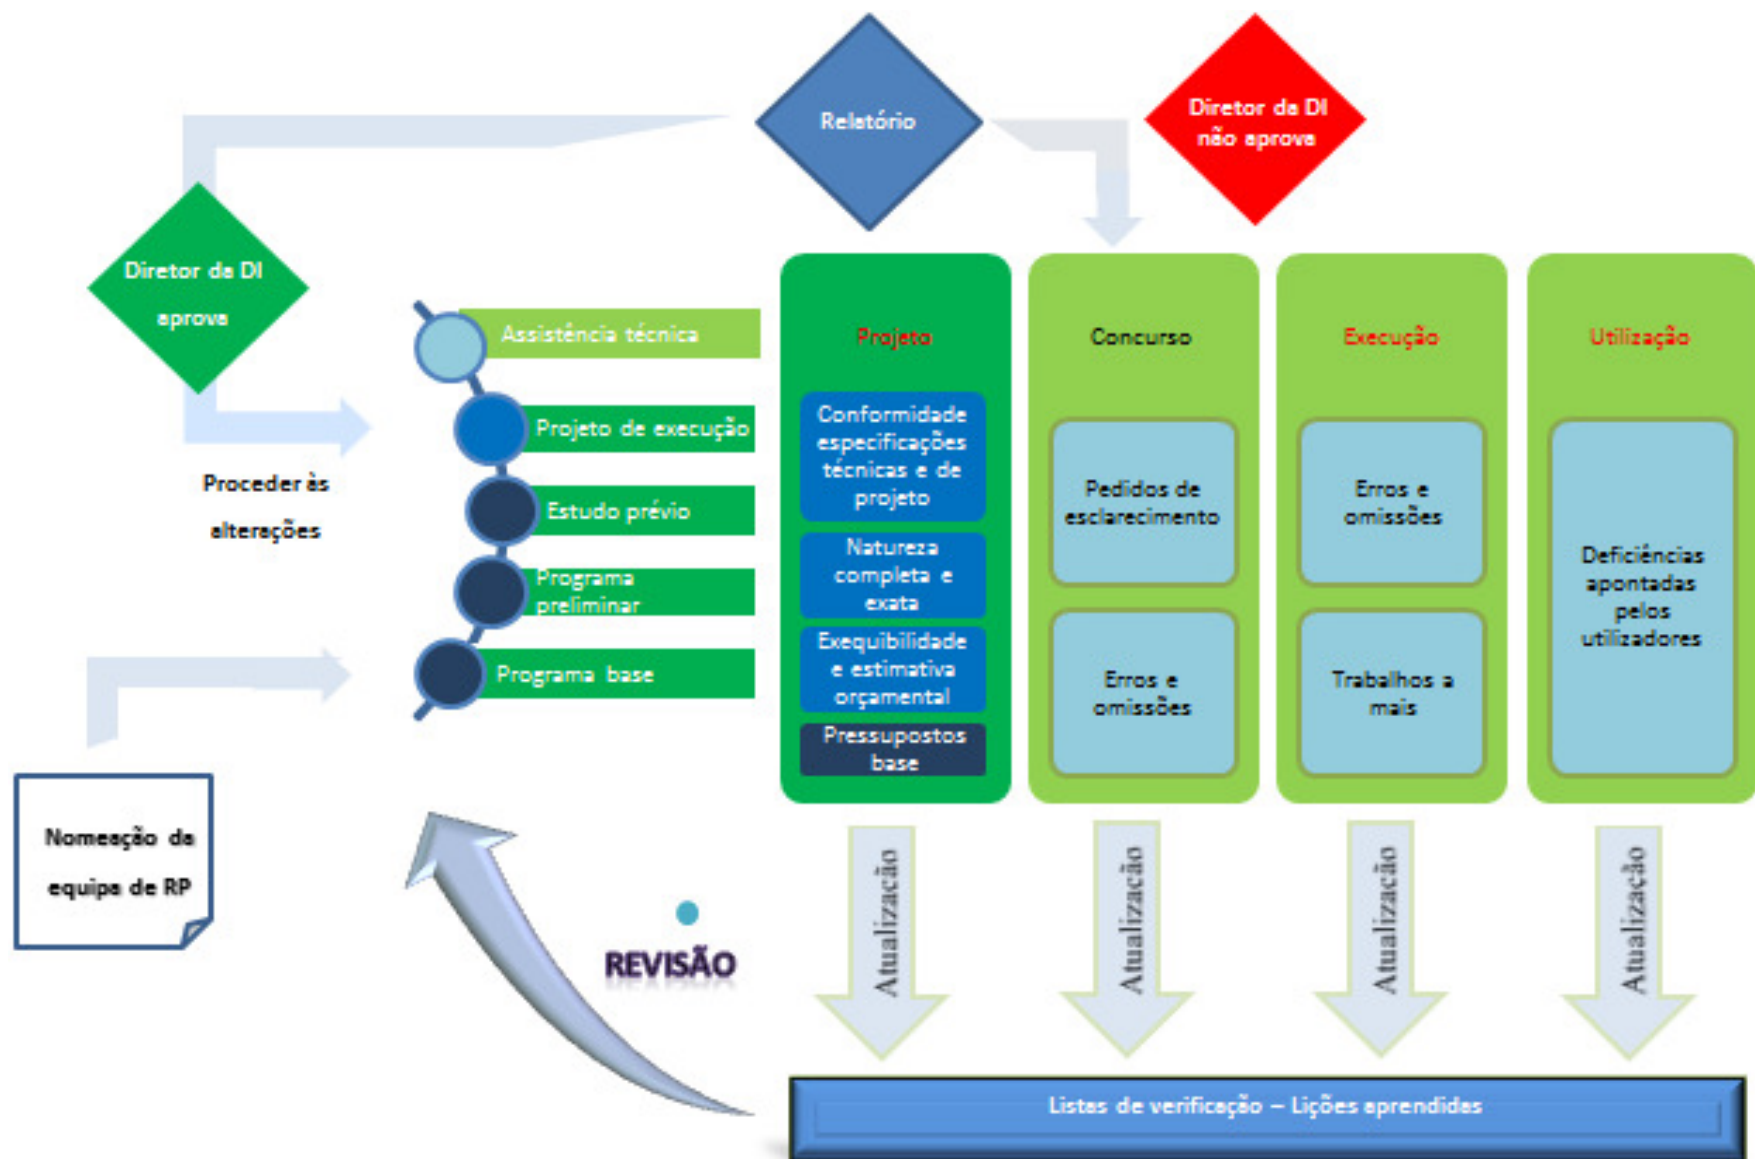 Relatório
Diretor da DI
não aprova
Diretor da DI
aprova
Proceder às
alterações
Nomeação da
equipa de RP
Assistência técnica
Projeto de execução
Estudo prévio
Programa
preliminar
Programa base
Projeto
Conformidade
especificações
técnicas e de
projeto
Natureza
completa e
exata
Exequibilidade
e estimativa
orçamental
Pressupostos
base
Concurso
Pedidos de
esclarecimento
Erros e
omissões
Execução
Erros e
omissões
Trabalhos a
mais
Utilização
Deficiências
apontadas
pelos
utilizadores
Atualização
Atualização
Atualização
Atualização
REVISÃO
Listas de verificação – Lições aprendidas